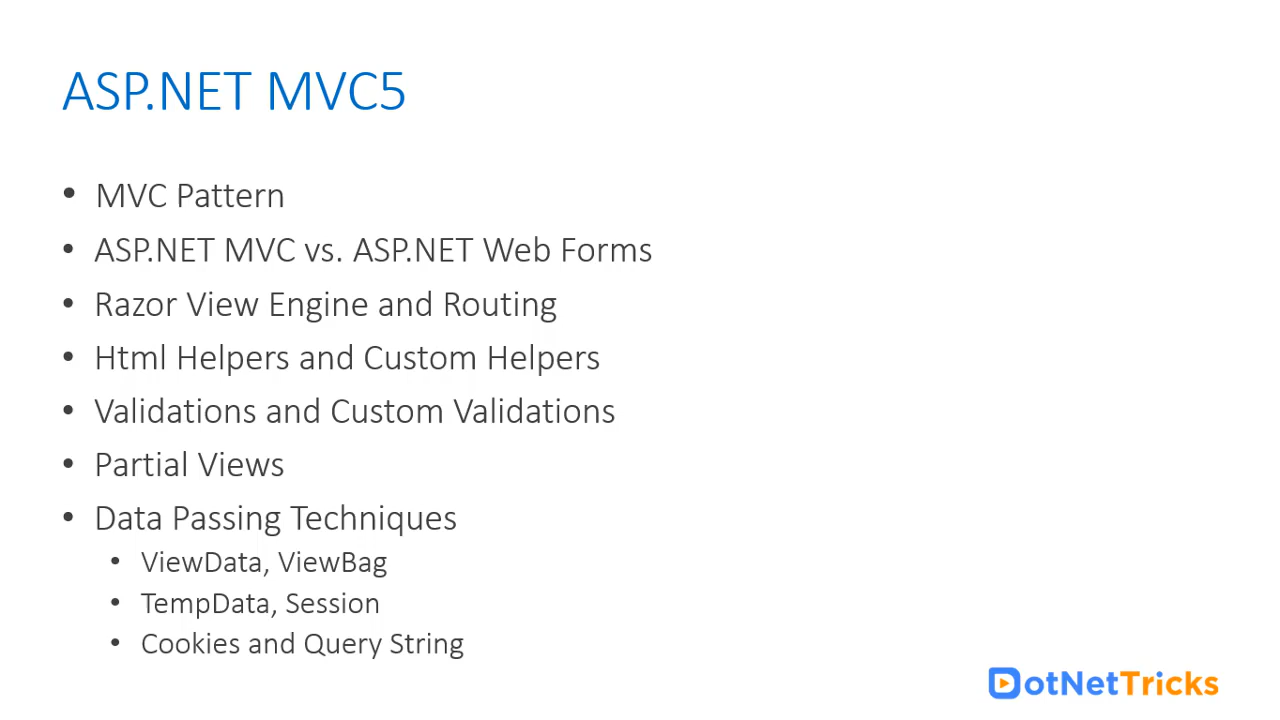 ASP.NET MVC5
• MVC Pattern
• ASP.NET MVC vs. ASP.NET Web Forms
• Razor View Engine and Routing
• Html Helpers and Custom Helpers
• Validations and Custom Validations
• Partial Views
• Data Passing Techniques
• ViewData, ViewBag
• TempData, Session
• Cookies and Query String
DotNetTricks